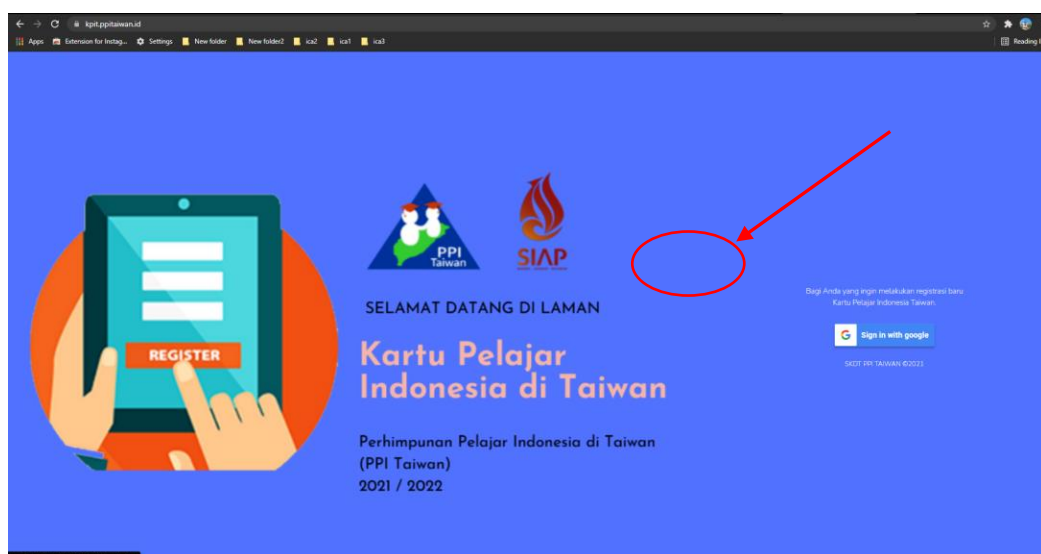 kpit.ppitaiwan.id
Apps Extension for Instag... Settings New folder New folder2 ica2 ica1 ica3 Reading l
PPI
Taiwan
SIAP
SELAMAT DATANG DI LAMAN
Kartu Pelajar
Indonesia di Taiwan
Perhimpunan Pelajar Indonesia di Taiwan
(PPI Taiwan)
2021 / 2022
REGISTER
Bagi Anda yang ingin melakukan registrasi baru
Kartu Pelajar Indonesia Taiwan.
G Sign in with google
SKDT PPI TAIWAN ©2021